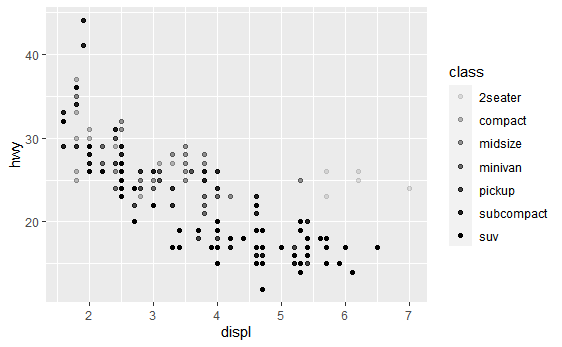 40
30
20
hwy
2 3 4 5 6 7
displ
class
2seater
compact
midsize
minivan
pickup
subcompact
suv